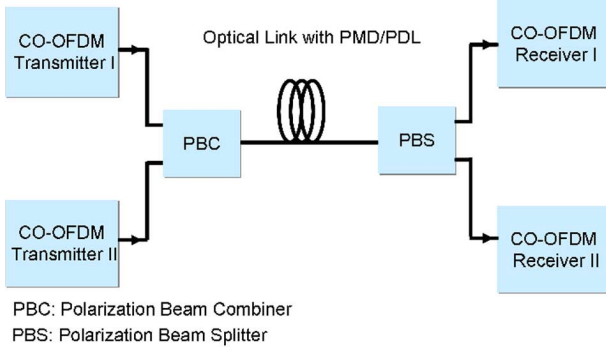 CO-OFDM
Transmitter I
Optical Link with PMD/PDL
CO-OFDM
Receiver I
PBC
PBS
CO-OFDM
Transmitter II
CO-OFDM
Receiver II
PBC: Polarization Beam Combiner
PBS: Polarization Beam Splitter